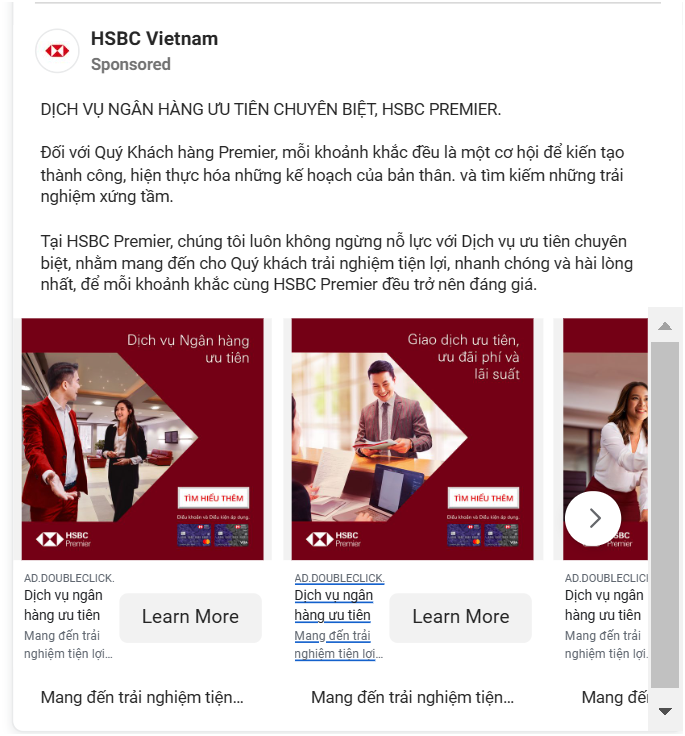 HSBC Vietnam
Sponsored
DỊCH VỤ NGÂN HÀNG ƯU TIÊN CHUYÊN BIỆT, HSBC PREMIER.
Đối với Quý Khách hàng Premier, mỗi khoảnh khắc đều là một cơ hội để kiến tạo
thành công, hiện thực hóa những kế hoạch của bản thân. và tìm kiếm những trải
nghiệm xứng tầm.
Tại HSBC Premier, chúng tôi luôn không ngừng nỗ lực với Dịch vụ ưu tiên chuyên
biệt, nhằm mang đến cho Quý khách trải nghiệm tiện lợi, nhanh chóng và hài lòng
nhất, để mỗi khoảnh khắc cùng HSBC Premier đều trở nên đáng giá.
Dịch vụ Ngân hàng
ưu tiên
TÌM HIỂU THÊM
Điều khoản và Điều kiện áp dụng.
HSBC
Premier
AD.DOUBLECLICK.
Dịch vụ ngân
hàng ưu tiên
Mang đến trải
nghiệm tiện lợi...
Learn More
Mang đến trải nghiệm tiện...
Giao dịch ưu tiên,
ưu đãi phí và
lãi suất
TÌM HIỂU THÊM
Điều khoản và Điều kiện áp dụng.
HSBC
Premier
AD.DOUBLECLICK.
Dịch vụ ngân
hàng ưu tiên
Mang đến trải
nghiệm tiện lợi...
Learn More
Mang đến trải nghiệm tiện...
AD.DOUBLECLI
Dịch vụ ngân
hàng ưu tiên
Mang đến trải
nghiệm tiện lợi.
Mang đế